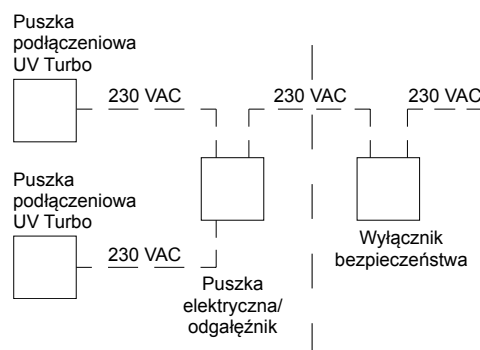 Puszka
podłączeniowa
UV Turbo
230 VAC
230 VAC
230 VAC
Puszka
podłączeniowa
UV Turbo
230 VAC
Puszka
elektryczna/
odgałęźnik
Wyłącznik
bezpieczeństwa